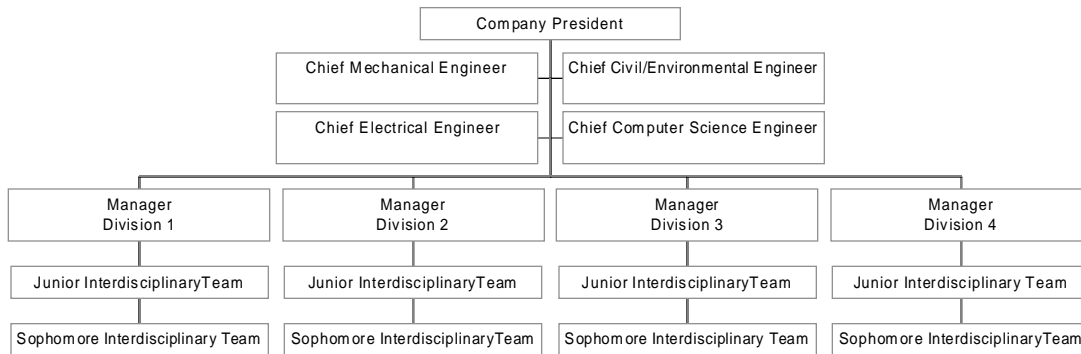 Company President
Chief Mechanical Engineer
Chief Civil/Environmental Engineer
Chief Electrical Engineer
Chief Computer Science Engineer
Manager
Division 1
Manager
Division 2
Manager
Division 3
Manager
Division 4
Junior InterdisciplinaryTeam
Junior InterdisciplinaryTeam
Junior InterdisciplinaryTeam
Junior Interdisciplinary Team
Sophomore Interdisciplinary Team
Sophomore InterdisciplinaryTeam
Sophomore Interdisciplinary Team
Sophomore InterdisciplinaryTeam